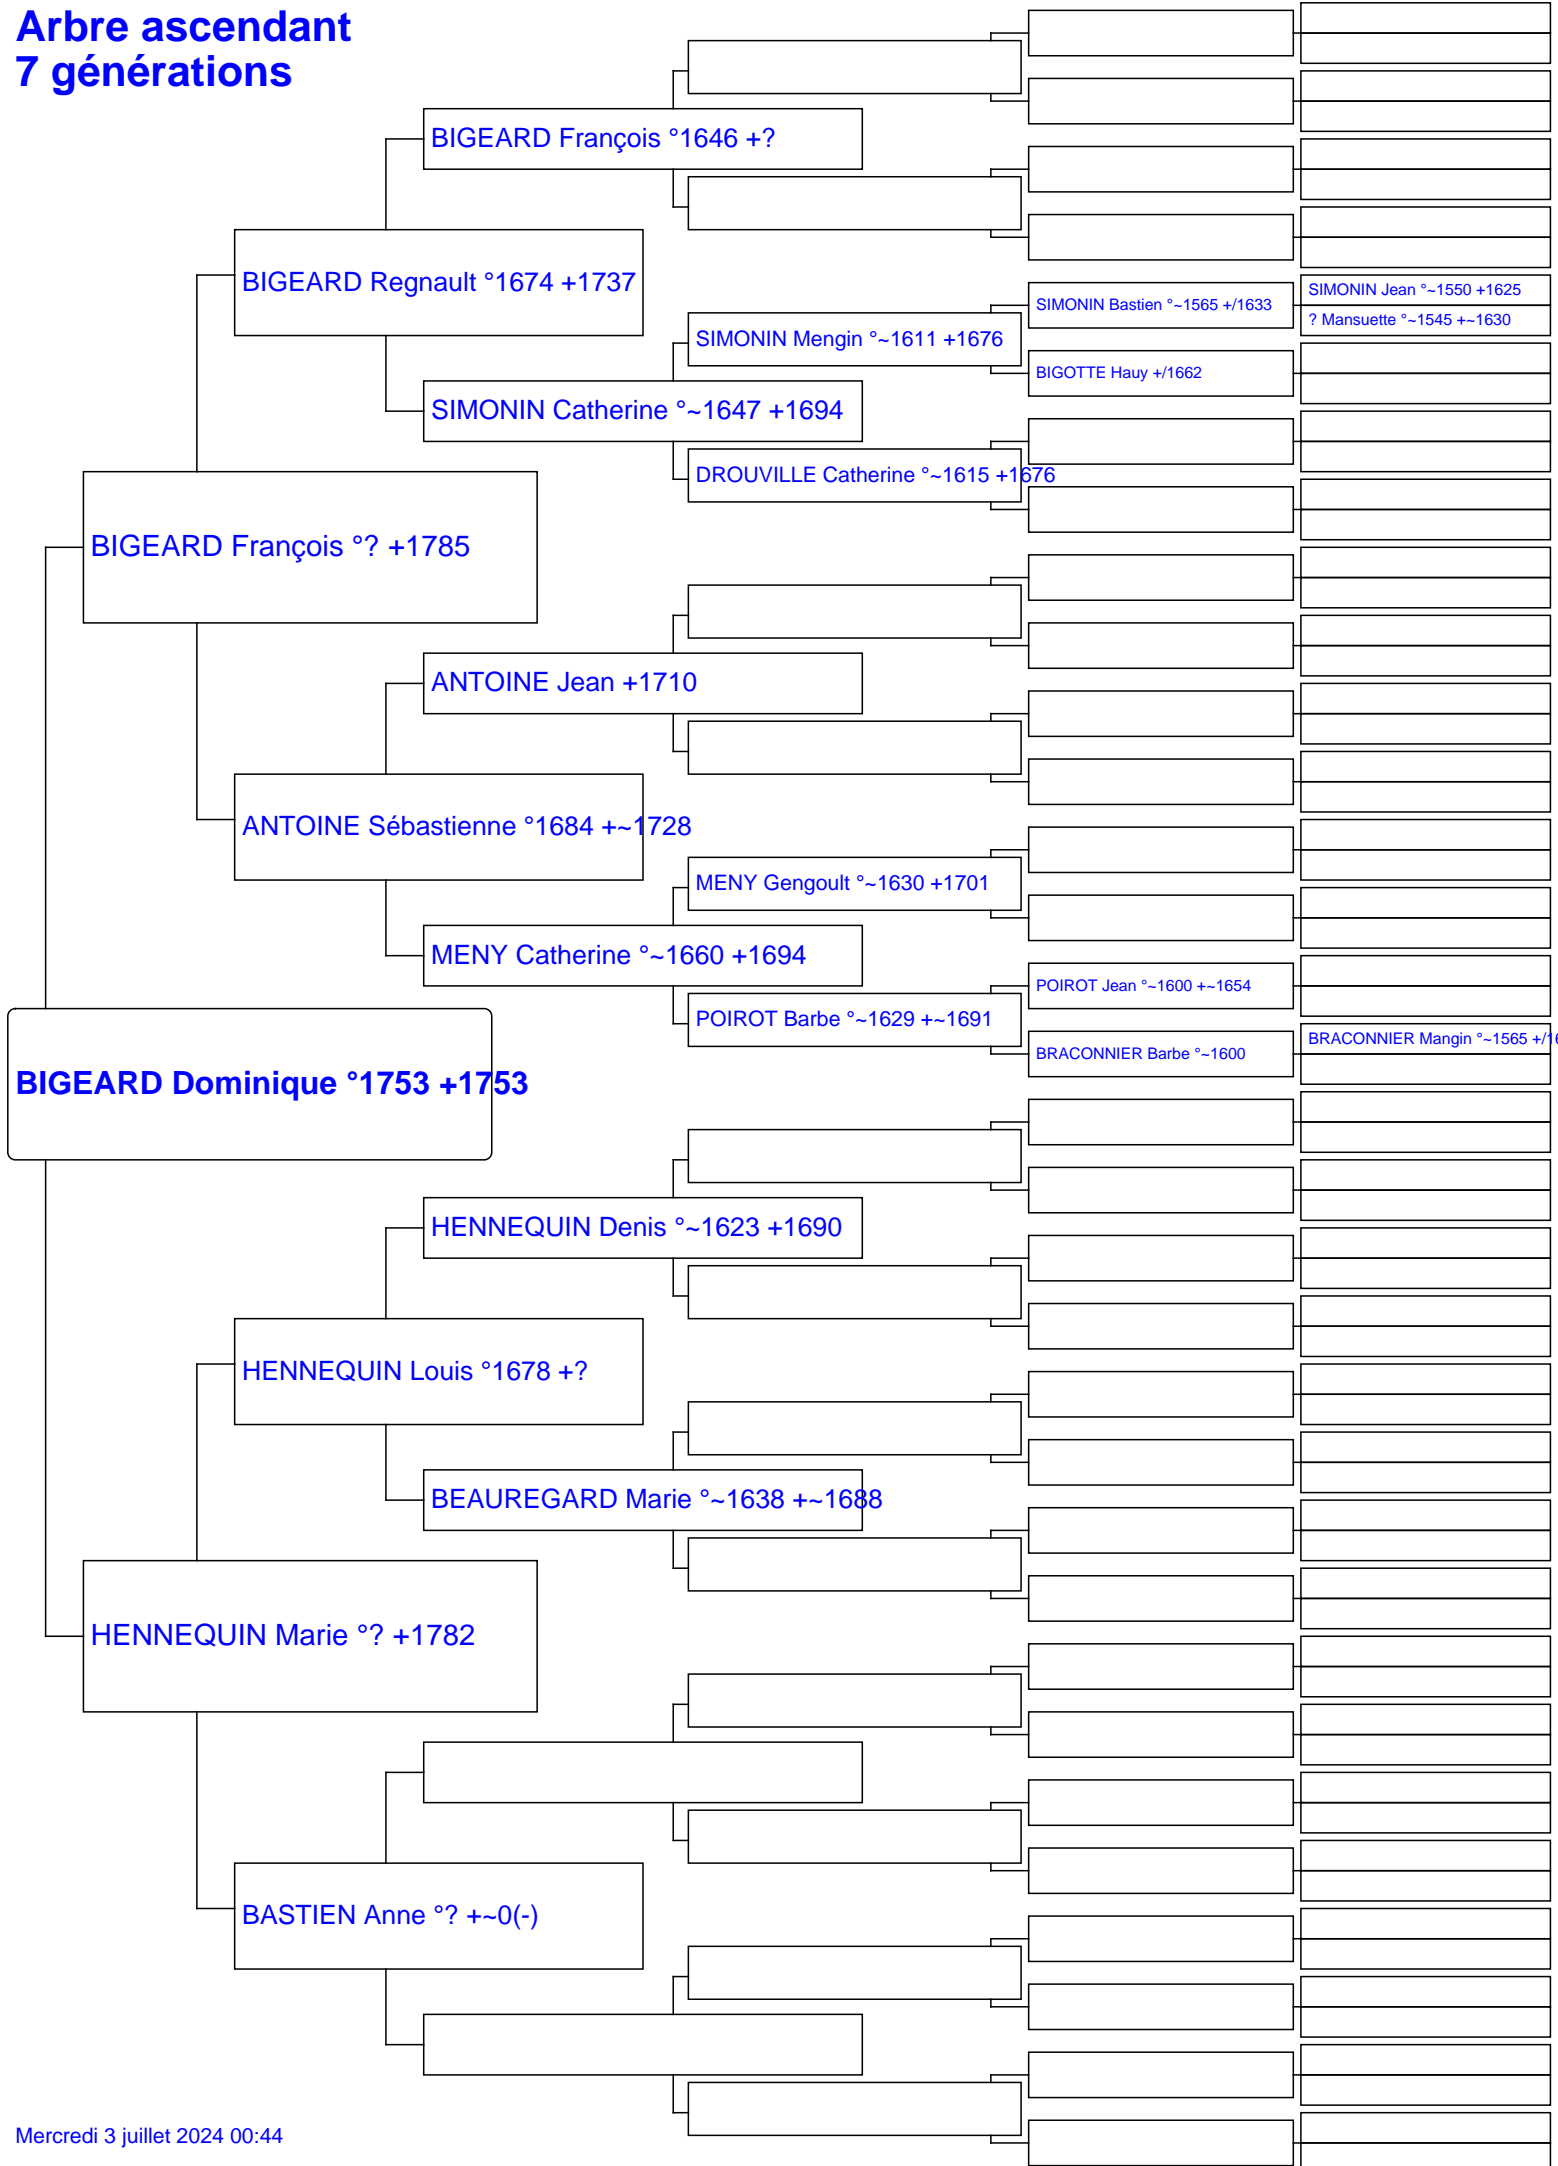 Arbre ascendant
7 générations
BIGEARD François °1646 +?
BIGEARD Regnault °1674 +1737
SIMONIN Jean °~1550 +1625
SIMONIN Bastien °~1565 +/1633
? Mansuette °~1545 +~1630
SIMONIN Mengin °~1611 +1676
BIGOTTE Hauy +/1662
SIMONIN Catherine °~1647 +1694
DROUVILLE Catherine °~1615 +1676
BIGEARD François °? +1785
ANTOINE Jean +1710
ANTOINE Sébastienne °1684 +~1728
MENY Gengoult °~1630 +1701
MENY Catherine °~1660 +1694
POIROT Jean °~1600 +~1654
POIROT Barbe °~1629 +~1691
BRACONNIER Mangin °~1565 +/1
BRACONNIER Barbe °~1600
BIGEARD Dominique °1753 +1753
HENNEQUIN Denis °~1623 +1690
HENNEQUIN Louis °1678 +?
BEAUREGARD Marie °~1638 +~1688
HENNEQUIN Marie °? +1782
BASTIEN Anne °? +~0(-)
Mercredi 3 juillet 2024 00:44